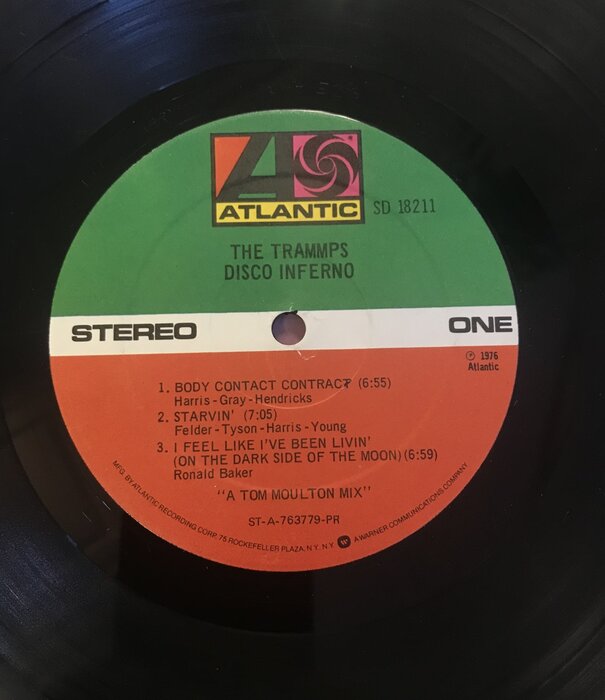 ATLANTIC
SD 18211
THE TRAMMPS
DISCO INFERNO
STEREO
ONE
℗ 1976
Atlantic
1. BODY CONTACT CONTRACT (6:55)
Harris - Gray - Hendricks
2. STARVIN' (7:05)
Felder - Tyson - Harris - Young
3. I FEEL LIKE I'VE BEEN LIVIN'
(ON THE DARK SIDE OF THE MOON) (6:59)
Ronald Baker
"A TOM MOULTON MIX"
ST-A-763779-PR
MFG. BY ATLANTIC RECORDING CORP. 75 ROCKEFELLER PLAZA, N.Y. N.Y. A WARNER COMMUNICATIONS COMPANY